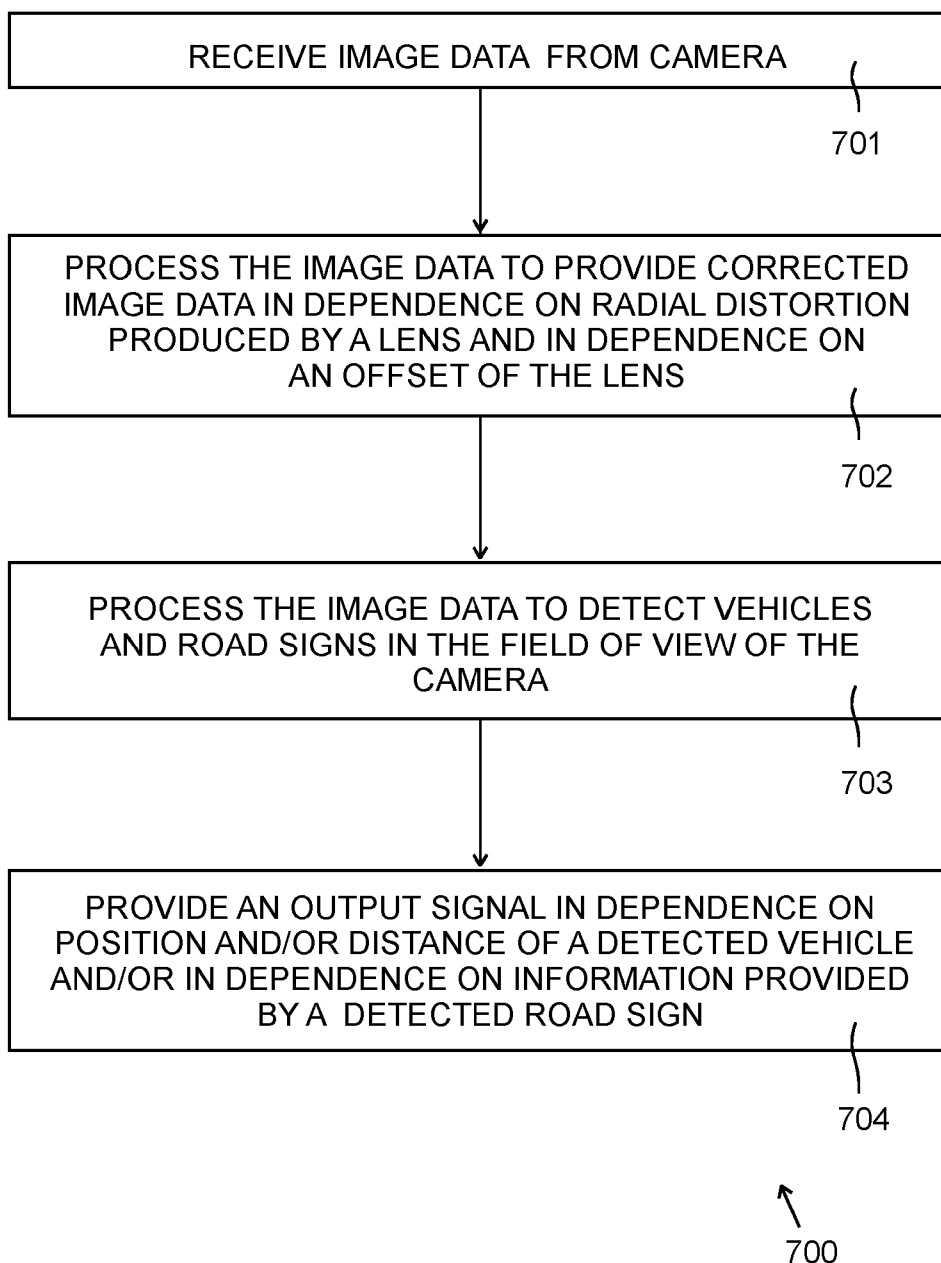 RECEIVE IMAGE DATA FROM CAMERA
701
PROCESS THE IMAGE DATA TO PROVIDE CORRECTED
IMAGE DATA IN DEPENDENCE ON RADIAL DISTORTION
PRODUCED BY A LENS AND IN DEPENDENCE ON
AN OFFSET OF THE LENS
702
PROCESS THE IMAGE DATA TO DETECT VEHICLES
AND ROAD SIGNS IN THE FIELD OF VIEW OF THE
CAMERA
703
PROVIDE AN OUTPUT SIGNAL IN DEPENDENCE ON
POSITION AND/OR DISTANCE OF A DETECTED VEHICLE
AND/OR IN DEPENDENCE ON INFORMATION PROVIDED
BY A DETECTED ROAD SIGN
704
700